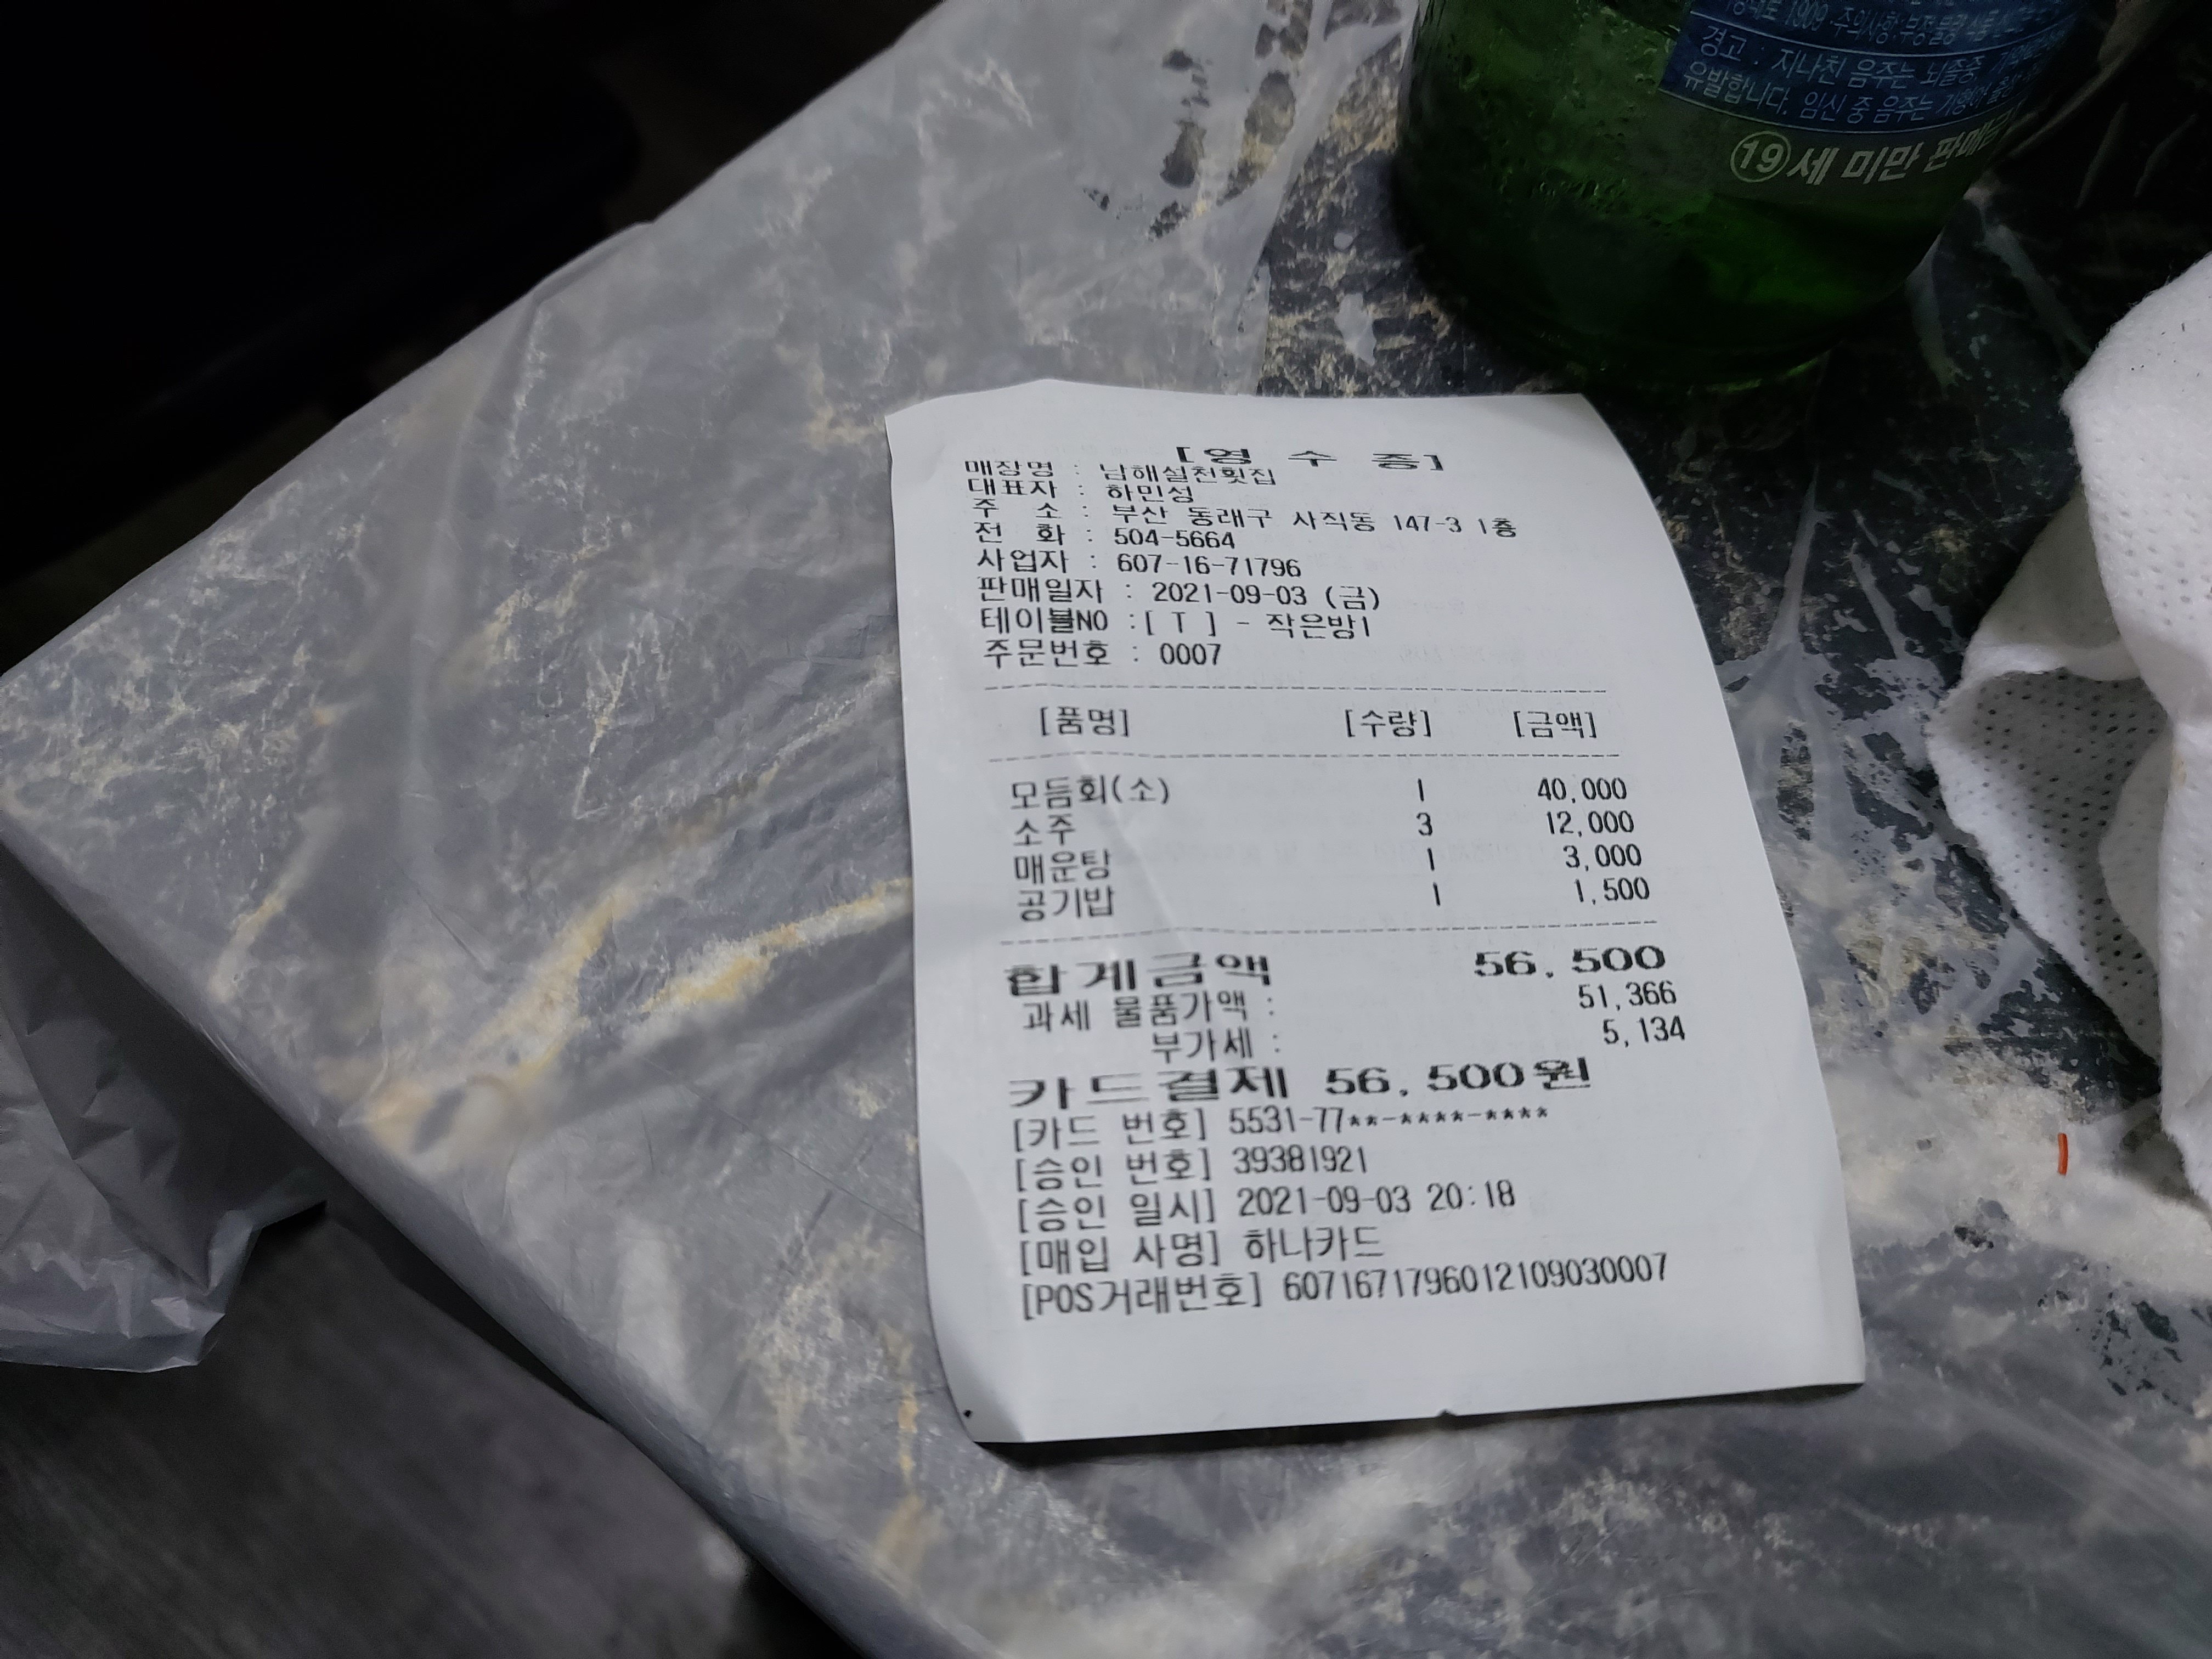 경고 : 지나친 음주는 뇌졸중,
유발합니다. 임신 중 음주는
19세 미만
[영 수 증]
매장명 : 남해설천횟집
대표자 : 하민성
주 소 : 부산 동래구 사직동 147-3 1층
전 화 : 504-5664
사업자 : 607-16-71796
판매일자 : 2021-09-03 (금)
테이블NO :[ T ] - 작은방1
주문번호 : 0007
[품명] [수량] [금액]
모듬회(소) 1 40,000
소주 3 12,000
매운탕 1 3,000
공기밥 1 1,500
합계금액 56,500
과세 물품가액 : 51,366
부가세 : 5,134
카드결제 56,500원
[카드 번호] 5531-77**-****-****
[승인 번호] 39381921
[승인 일시] 2021-09-03 20:18
[매입 사명] 하나카드
[POS거래번호] 6071671796012109030007